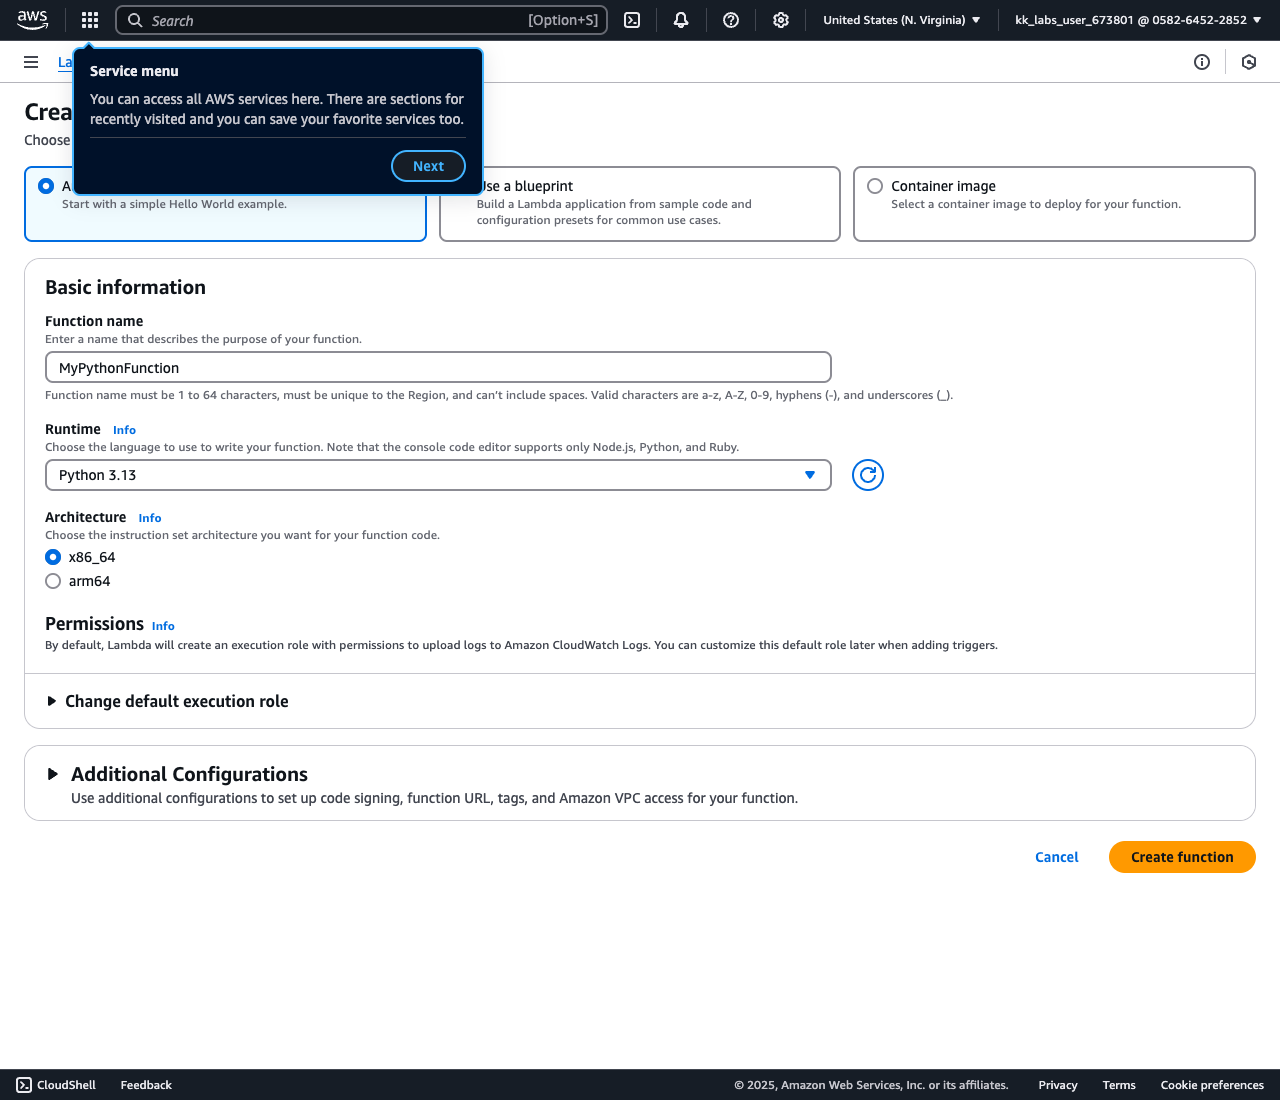 aws
Search [Option+S]
United States (N. Virginia)
kk_labs_user_673801 @ 0582-6452-2852
Service menu
You can access all AWS services here. There are sections for
recently visited and you can save your favorite services too.
Next
Choose
Start with a simple Hello World example.
Use a blueprint
Build a Lambda application from sample code and
configuration presets for common use cases.
Container image
Select a container image to deploy for your function.
Basic information
Function name
Enter a name that describes the purpose of your function.
MyPythonFunction
Function name must be 1 to 64 characters, must be unique to the Region, and can’t include spaces. Valid characters are a-z, A-Z, 0-9, hyphens (-), and underscores (_).
Runtime Info
Choose the language to use to write your function. Note that the console code editor supports only Node.js, Python, and Ruby.
Python 3.13
Architecture Info
Choose the instruction set architecture you want for your function code.
x86_64
arm64
Permissions Info
By default, Lambda will create an execution role with permissions to upload logs to Amazon CloudWatch Logs. You can customize this default role later when adding triggers.
Change default execution role
Additional Configurations
Use additional configurations to set up code signing, function URL, tags, and Amazon VPC access for your function.
Cancel
Create function
CloudShell
Feedback
© 2025, Amazon Web Services, Inc. or its affiliates.
Privacy
Terms
Cookie preferences